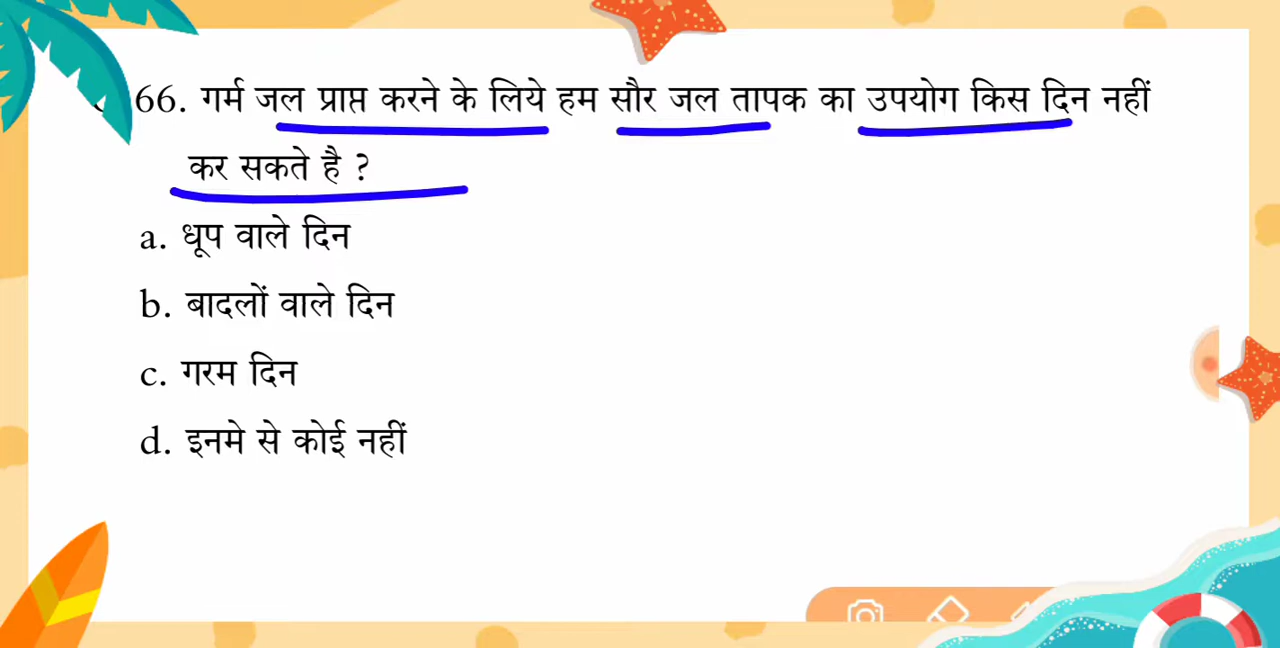 66. गर्म जल प्राप्त करने के लिये हम सौर जल तापक का उपयोग किस दिन नहीं
कर सकते है ?
a. धूप वाले दिन
b. बादलों वाले दिन
c. गरम दिन
d. इनमे से कोई नहीं